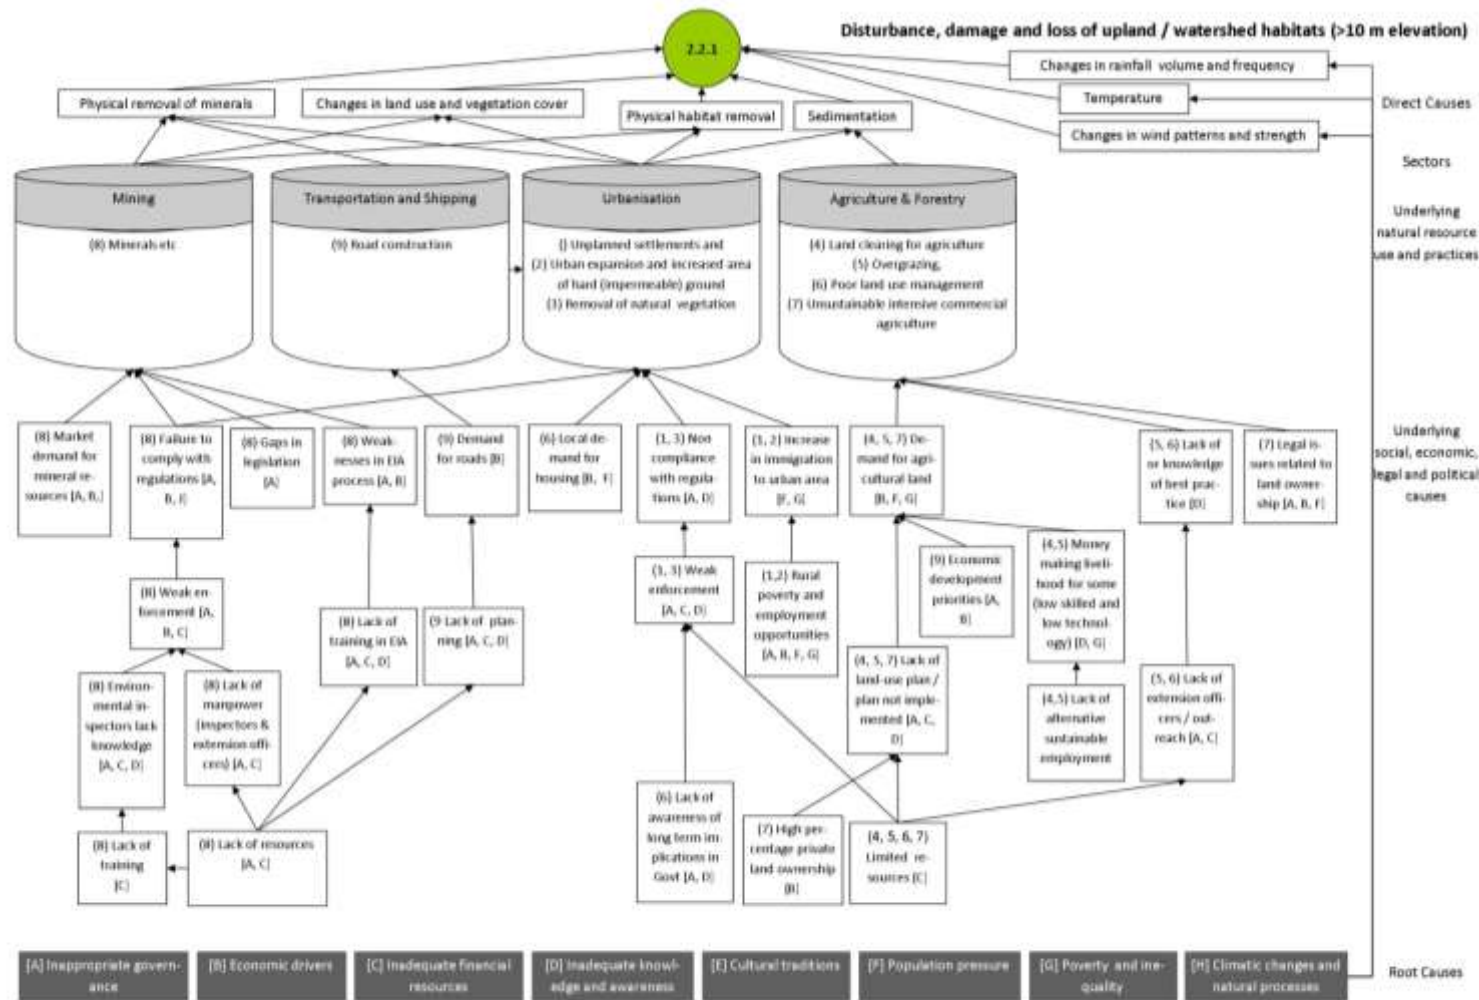 Disturbance, damage and loss of upland / watershed habitats (>10 m elevation)
2.2.1
Changes in rainfall volume and frequency
Physical removal of minerals
Changes in land use and vegetation cover
Physical habitat removal
Sedimentation
Temperature
Changes in wind patterns and strength
Direct Causes
Sectors
Mining
Transportation and Shipping
Urbanisation
Agriculture & Forestry
Underlying
natural resource
use and practices
(8) Minerals etc
(9) Road construction
() Unplanned settlements and
(2) Urban expansion and increased area
of hard (impermeable) ground
(3) Removal of natural vegetation
(4) Land clearing for agriculture
(5) Overgrazing,
(6) Poor land use management
(7) Unsustainable intensive commercial
agriculture
(8) Market
demand for
mineral re-
sources [A, B,]
(8) Failure to
comply with
regulations [A,
B, F]
(8) Gaps in
legislation
[A]
(8) Weak-
nesses in EIA
process [A, B]
(9) Demand
for roads [B]
(6) Local de-
mand for
housing [B, F]
(1, 3) Non
compliance
with regula-
tions [A, D]
(1, 2) Increase
in immigration
to urban area
[F, G]
(4, 5, 7) De-
mand for agri-
cultural land
[B, F, G]
(5, 6) Lack of
or knowledge
of best prac-
tice [D]
(7) Legal is-
sues related to
land owner-
ship [A, B, F]
Underlying
social, economic,
legal and political
causes
(8) Weak en-
forcement [A,
B, C]
(8) Lack of
training in EIA
[A, C, D]
(9 Lack of plan-
ning [A, C, D]
(1, 3) Weak
enforcement
[A, C, D]
(1,2) Rural
poverty and
employment
opportunities
[A, B, F, G]
(9) Economic
development
priorities [A,
B]
(4,5) Money
making liveli-
hood for some
(low skilled and
low technol-
ogy) [D, G]
(8) Environ-
mental in-
spectors lack
knowledge
[A, C, D]
(8) Lack of
manpower
(inspectors &
extension offi-
cers) [A, C]
(4, 5, 7) Lack of
land-use plan /
plan not imple-
mented [A, C,
D]
(4,5) Lack of
alternative
sustainable
employment
(5, 6) Lack of
extension offi-
cers / out-
reach [A, C]
(8) Lack of
training
[C]
(8) Lack of resources
[A, C]
(6) Lack of
awareness of
long term im-
plications in
Govt [A, D]
(7) High per-
centage private
land ownership
[B]
(4, 5, 6, 7)
Limited re-
sources [C]
[A] Inappropriate govern-
ance
[B] Economic drivers
[C] Inadequate financial
resources
[D] Inadequate knowl-
edge and awareness
[E] Cultural traditions
[F] Population pressure
[G] Poverty and ine-
quality
[H] Climatic changes and
natural processes
Root Causes